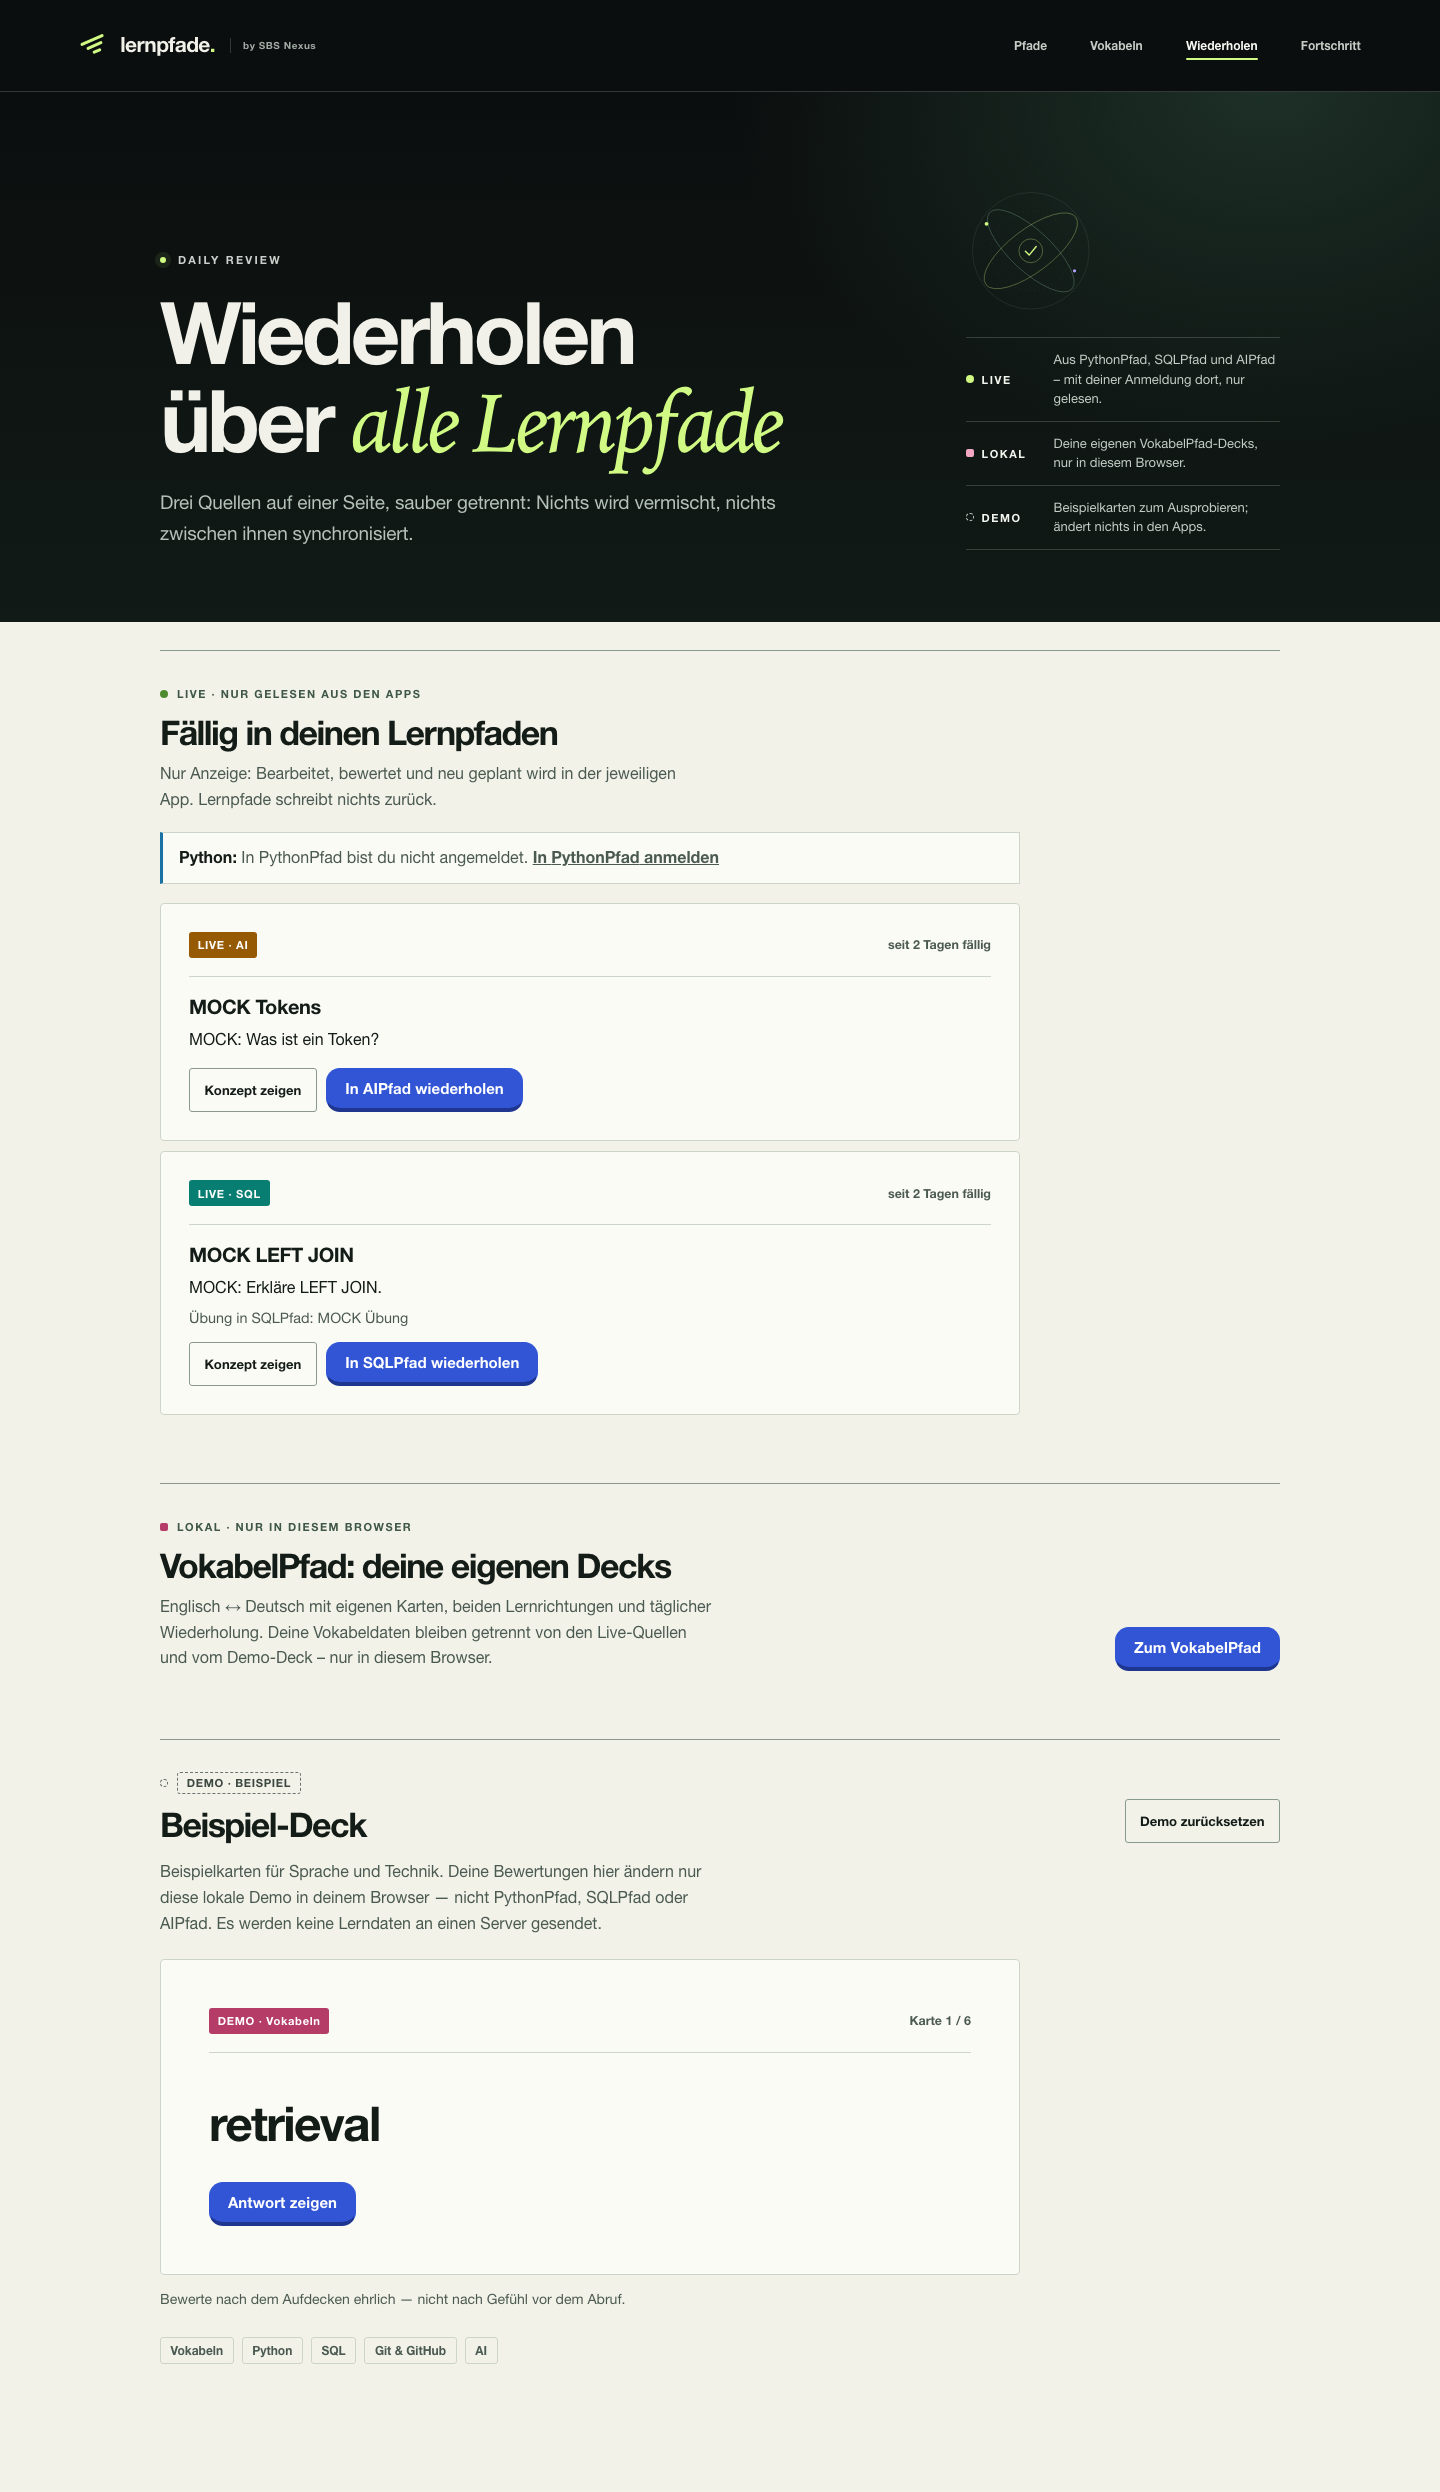 lernpfade.
by SBS Nexus
Pfade
Vokabeln
Wiederholen
Fortschritt
DAILY REVIEW
Wiederholen
über alle Lernpfade
Drei Quellen auf einer Seite, sauber getrennt: Nichts wird vermischt, nichts
zwischen ihnen synchronisiert.
LIVE
Aus PythonPfad, SQLPfad und AIPfad
– mit deiner Anmeldung dort, nur
gelesen.
LOKAL
Deine eigenen VokabelPfad-Decks,
nur in diesem Browser.
DEMO
Beispielkarten zum Ausprobieren;
ändert nichts in den Apps.
LIVE · NUR GELESEN AUS DEN APPS
Fällig in deinen Lernpfaden
Nur Anzeige: Bearbeitet, bewertet und neu geplant wird in der jeweiligen
App. Lernpfade schreibt nichts zurück.
Python: In PythonPfad bist du nicht angemeldet. In PythonPfad anmelden
LIVE · AI
seit 2 Tagen fällig
MOCK Tokens
MOCK: Was ist ein Token?
Konzept zeigen
In AIPfad wiederholen
LIVE · SQL
seit 2 Tagen fällig
MOCK LEFT JOIN
MOCK: Erkläre LEFT JOIN.
Übung in SQLPfad: MOCK Übung
Konzept zeigen
In SQLPfad wiederholen
LOKAL · NUR IN DIESEM BROWSER
VokabelPfad: deine eigenen Decks
Englisch ↔ Deutsch mit eigenen Karten, beiden Lernrichtungen und täglicher
Wiederholung. Deine Vokabeldaten bleiben getrennt von den Live-Quellen
und vom Demo-Deck – nur in diesem Browser.
Zum VokabelPfad
DEMO · BEISPIEL
Beispiel-Deck
Demo zurücksetzen
Beispielkarten für Sprache und Technik. Deine Bewertungen hier ändern nur
diese lokale Demo in deinem Browser — nicht PythonPfad, SQLPfad oder
AIPfad. Es werden keine Lerndaten an einen Server gesendet.
DEMO · Vokabeln
Karte 1 / 6
retrieval
Antwort zeigen
Bewerte nach dem Aufdecken ehrlich — nicht nach Gefühl vor dem Abruf.
Vokabeln
Python
SQL
Git & GitHub
AI